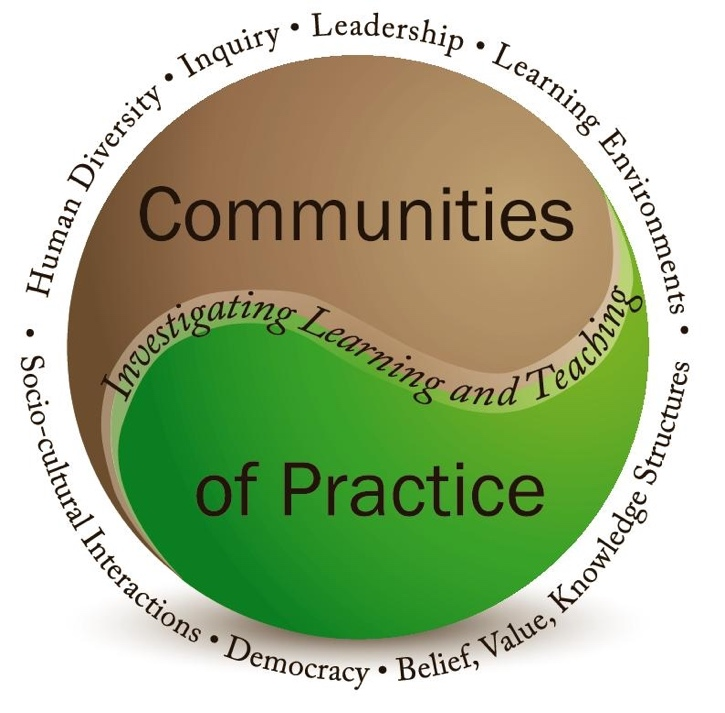 Human Diversity • Inquiry • Leadership • Learning Environments •
Communities
Investigating Learning and Teaching
of Practice
• Socio-cultural Interactions • Democracy • Belief, Value, Knowledge Structures